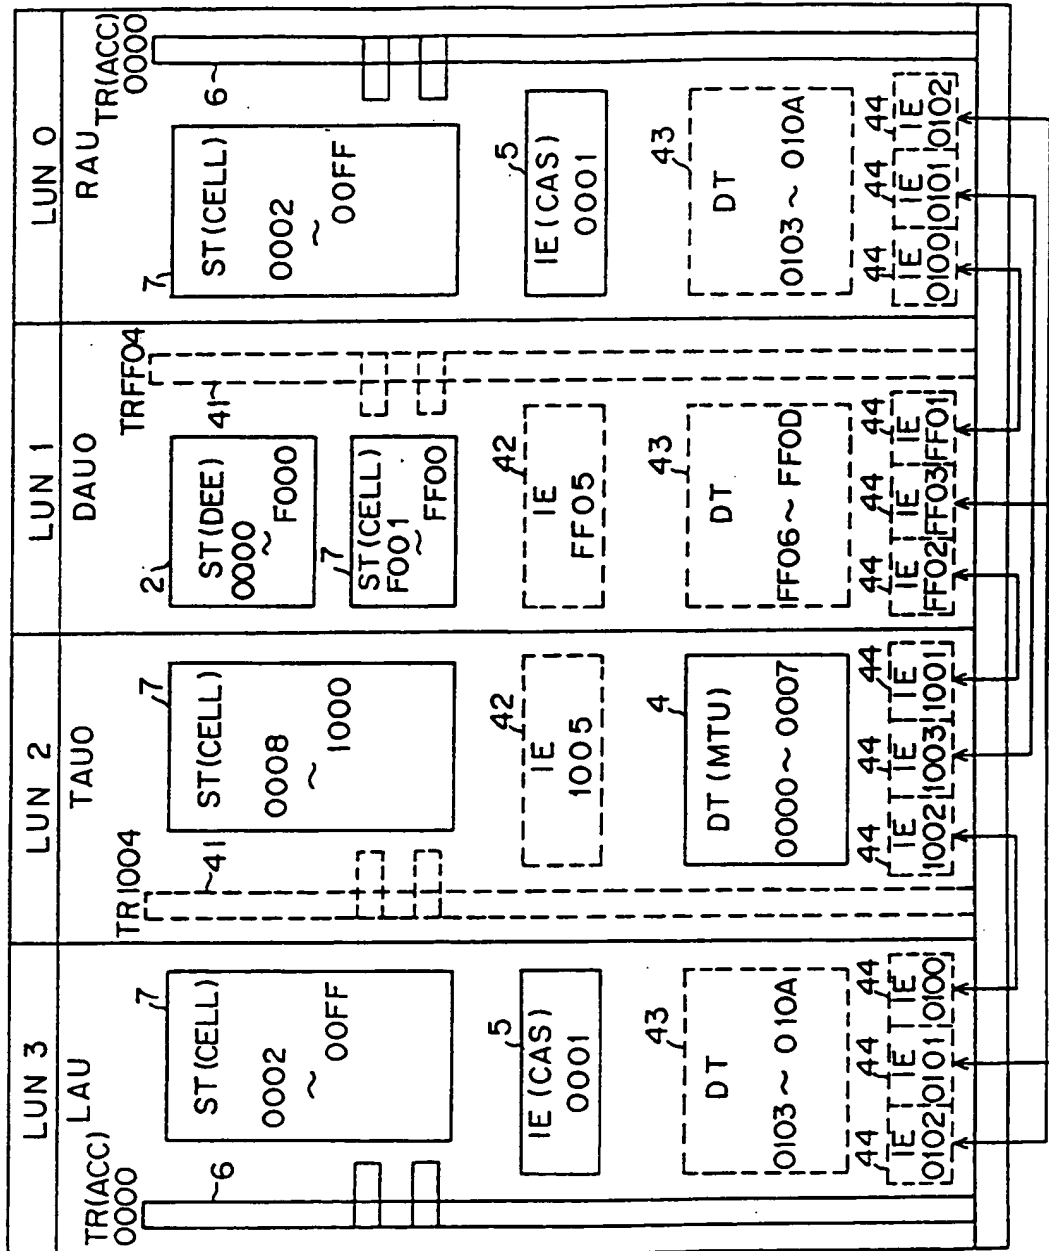 LUN 3
LAU
TR(ACC)
0000
6
7
ST(CELL)
0002
~
00FF
5
IE(CAS)
0001
43
DT
0103~010A
44
IE
0102
44
IE
0101
44
IE
0100
LUN 2
TAU0
TR1004
41
7
ST(CELL)
0008
~
1000
42
IE
1005
4
DT(MTU)
0000~0007
44
IE
1002
44
IE
1003
44
IE
1001
LUN 1
DAU0
TRFF04
41
2
ST(DEE)
0000
~
F000
7
ST(CELL)
F001
~
FF00
42
IE
FF05
43
DT
FF06~FF0D
44
IE
FF02
44
IE
FF03
44
IE
FF01
LUN 0
RAU
TR(ACC)
0000
6
7
ST(CELL)
0002
~
00FF
5
IE(CAS)
0001
43
DT
0103~010A
44
IE
0100
44
IE
0101
44
IE
0102